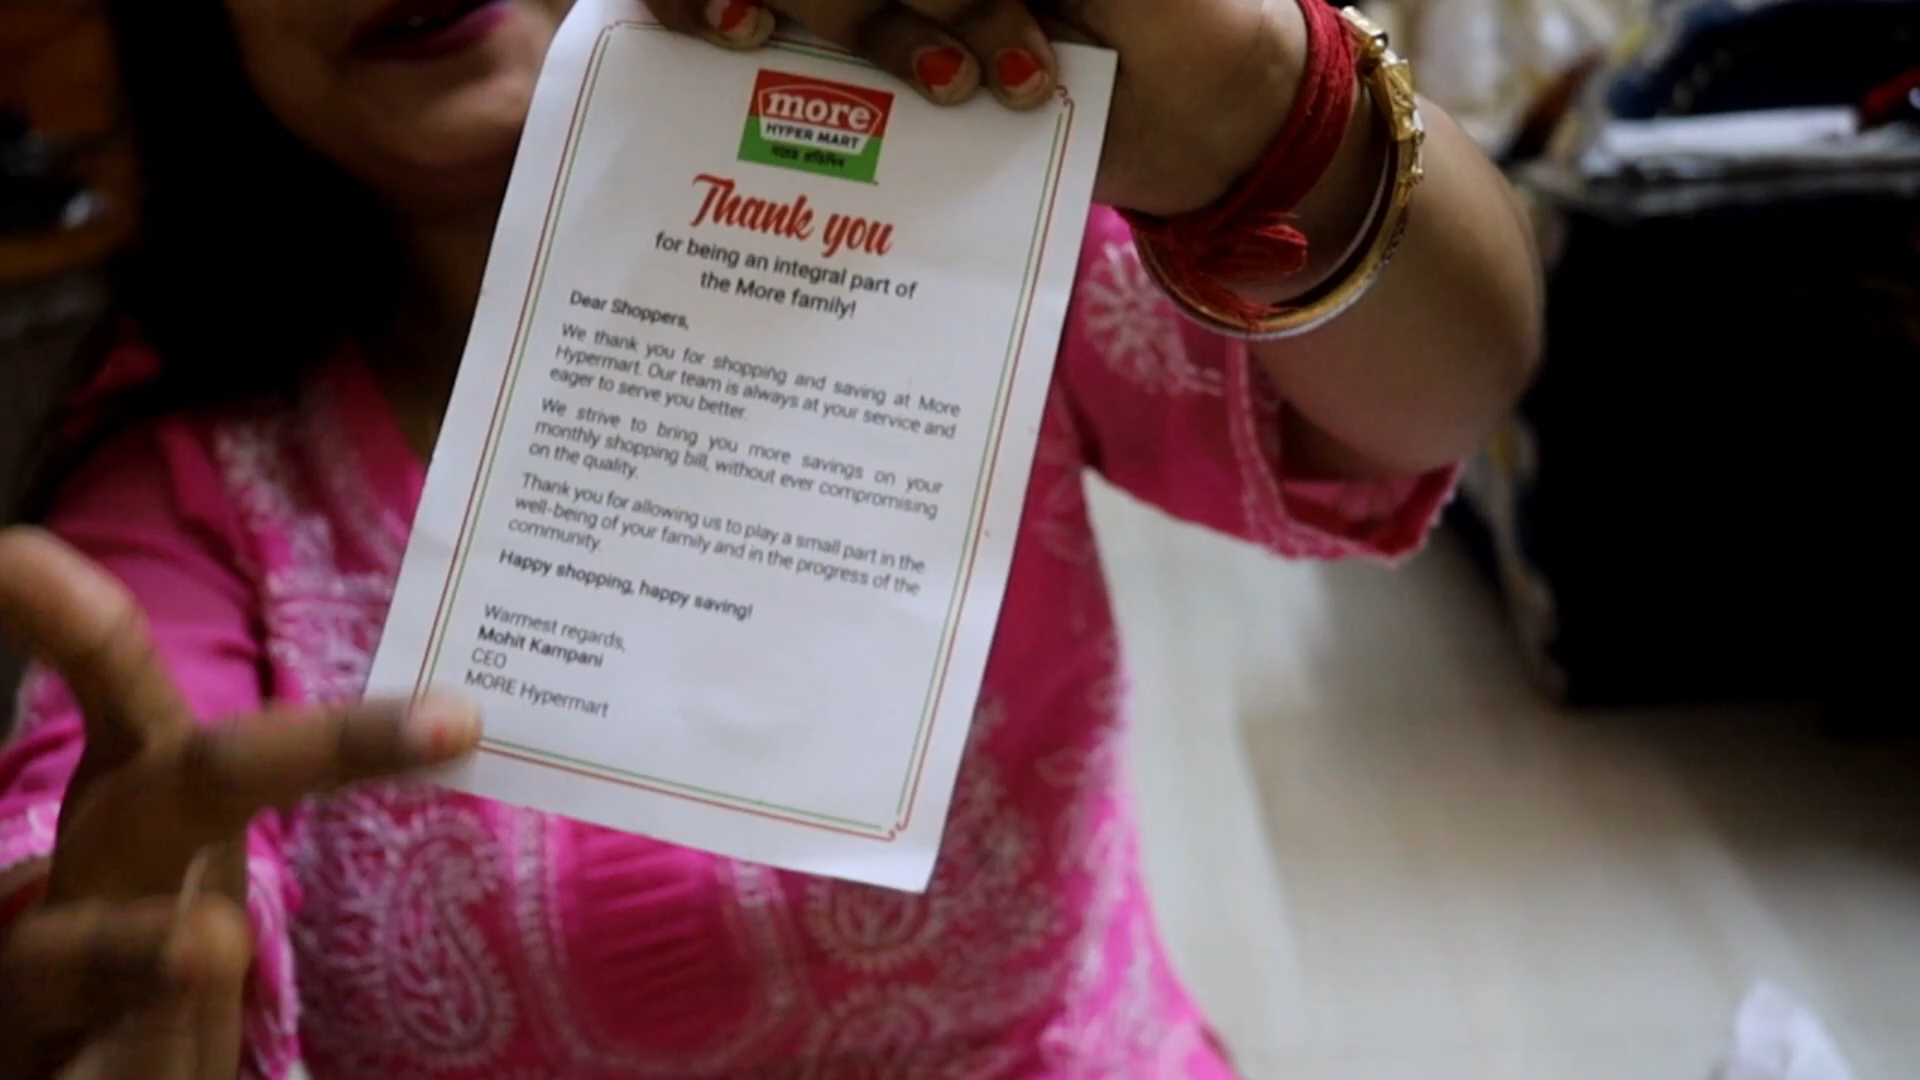 more
HYPER MART
Thank you
for being an integral part of
the More family!
Dear Shoppers,
We thank you for shopping and saving at More
Hypermart. Our team is always at your service and
eager to serve you better.
We strive to bring you more savings on your
monthly shopping bill, without ever compromising
on the quality.
Thank you for allowing us to play a small part in the
well-being of your family and in the progress of the
community.
Happy shopping, happy saving!
Warmest regards,
Mohit Kampani
CEO
MORE Hypermart